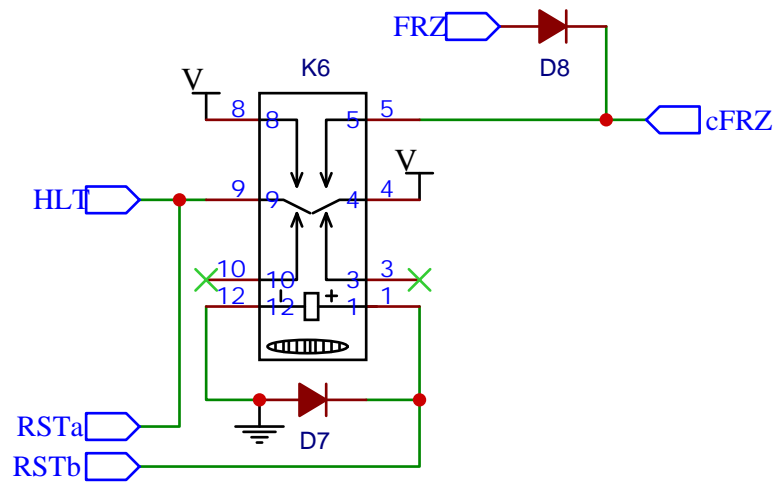 FRZ
D8
K6
V
8 8 5 5
cFRZ
V
HLT
9 9 4 4
10 10 3 3
- +
12 12 1 1
RSTa
D7
RSTb